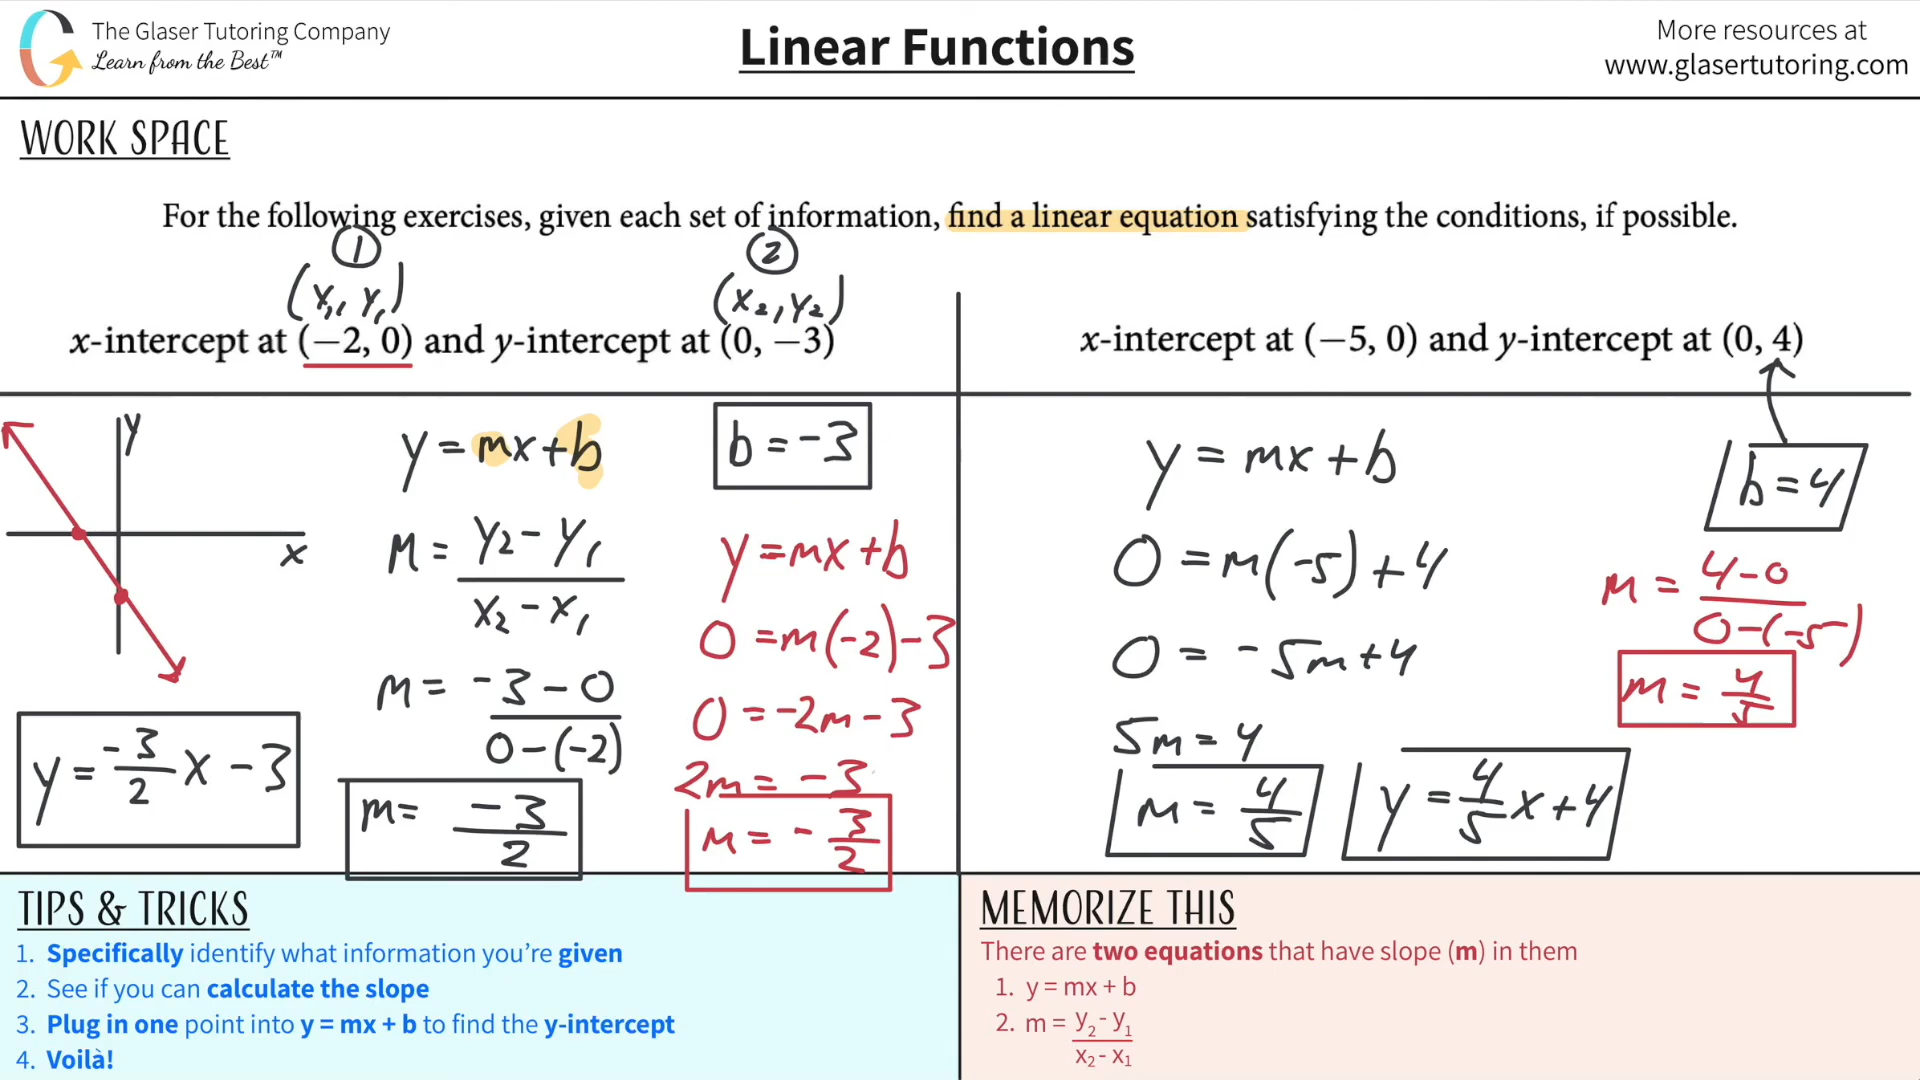 The Glaser Tutoring Company
Learn from the Best™
Linear Functions
More resources at
www.glasertutoring.com
WORK SPACE
For the following exercises, given each set of information, find a linear equation satisfying the conditions, if possible.
① ②
(x₁, y₁) (x₂, y₂)
x-intercept at (−2, 0) and y-intercept at (0, −3)
x-intercept at (−5, 0) and y-intercept at (0, 4)
y
x
y = -3/2 x - 3
y = mx + b
m = y₂ - y₁ / x₂ - x₁
m = -3 - 0 / 0 - (-2)
m = -3/2
b = -3
y = mx + b
0 = m(-2) - 3
0 = -2m - 3
2m = -3
m = -3/2
y = mx + b
0 = m(-5) + 4
0 = -5m + 4
5m = 4
m = 4/5
y = 4/5 x + 4
b = 4
m = 4 - 0 / 0 - (-5)
m = 4/5
TIPS & TRICKS
1. Specifically identify what information you’re given
2. See if you can calculate the slope
3. Plug in one point into y = mx + b to find the y-intercept
4. Voilà!
MEMORIZE THIS
There are two equations that have slope (m) in them
1. y = mx + b
2. m = y₂ - y₁ / x₂ - x₁